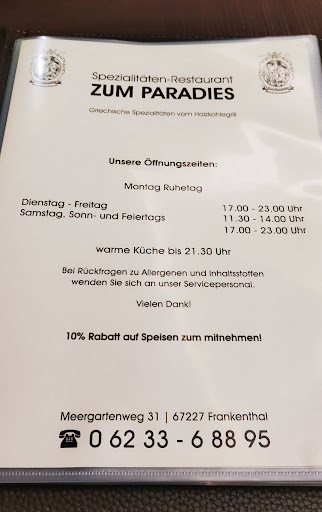 Spezialitäten-Restaurant
ZUM PARADIES
Griechische Spezialitäten vom Holzkohlegrill
Unsere Öffnungszeiten:
Montag Ruhetag
Dienstag - Freitag 17.00 - 23.00 Uhr
Samstag, Sonn- und Feiertags 11.30 - 14.00 Uhr
17.00 - 23.00 Uhr
warme Küche bis 21.30 Uhr
Bei Rückfragen zu Allergenen und Inhaltsstoffen
wenden Sie sich an unser Servicepersonal.
Vielen Dank!
10% Rabatt auf Speisen zum mitnehmen!
Meergartenweg 31 | 67227 Frankenthal
☎ 0 62 33 - 6 88 95